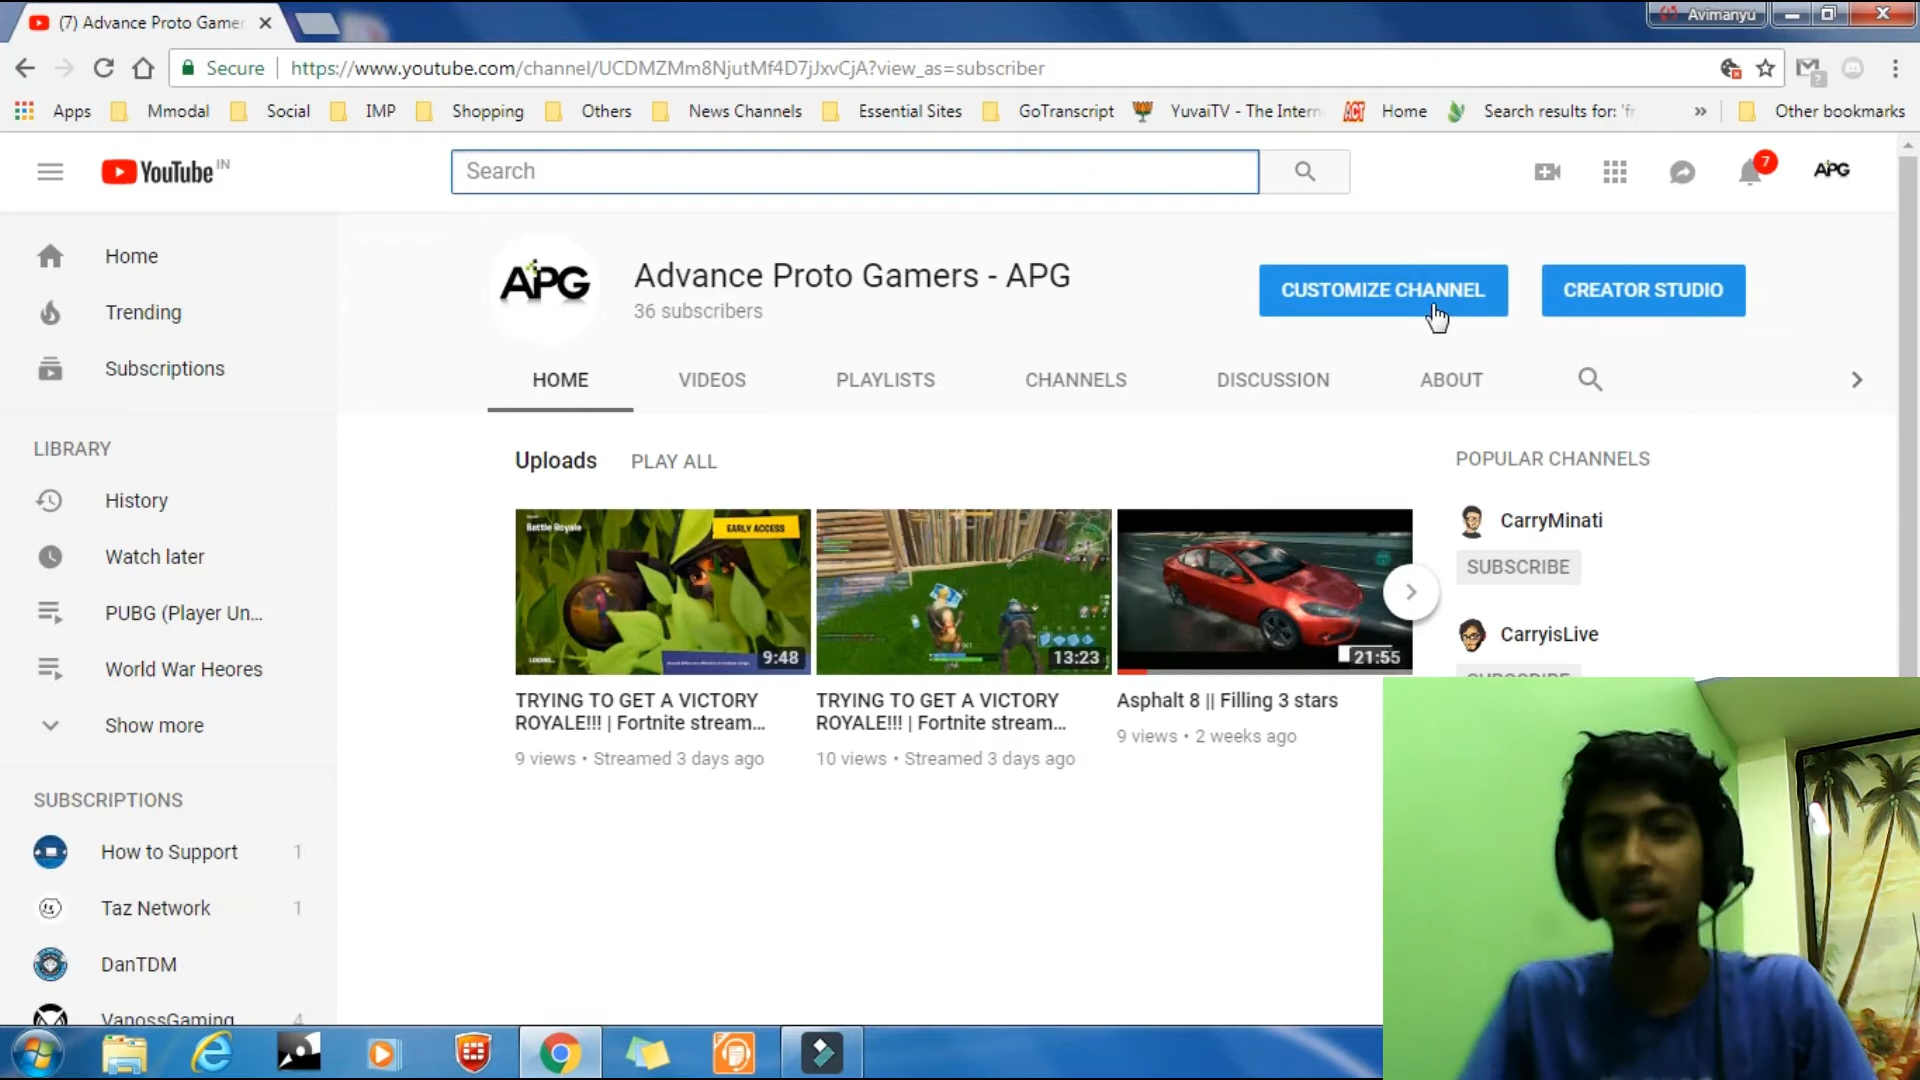 (7) Advance Proto Gamer
Avimanyu
Secure
https://www.youtube.com/channel/UCDMZMm8NjutMf4D7jJxvCjA?view_as=subscriber
Apps
Mmodal
Social
IMP
Shopping
Others
News Channels
Essential Sites
GoTranscript
YuvaiTV - The Intern
ACT
Home
Search results for: 'fr
»
Other bookmarks
YouTube IN
Search
7
APG
Home
Trending
Subscriptions
LIBRARY
History
Watch later
PUBG (Player Un...
World War Heores
Show more
SUBSCRIPTIONS
How to Support 1
Taz Network 1
DanTDM
VanossGaming 4
APG
Advance Proto Gamers - APG
36 subscribers
CUSTOMIZE CHANNEL
CREATOR STUDIO
HOME
VIDEOS
PLAYLISTS
CHANNELS
DISCUSSION
ABOUT
Uploads
PLAY ALL
Battle Royale
EARLY ACCESS
LOADING...
9:48
13:23
21:55
TRYING TO GET A VICTORY
ROYALE!!! | Fortnite stream...
9 views • Streamed 3 days ago
TRYING TO GET A VICTORY
ROYALE!!! | Fortnite stream...
10 views • Streamed 3 days ago
Asphalt 8 || Filling 3 stars
9 views • 2 weeks ago
POPULAR CHANNELS
CarryMinati
SUBSCRIBE
CarryisLive
SUBSCRIBE